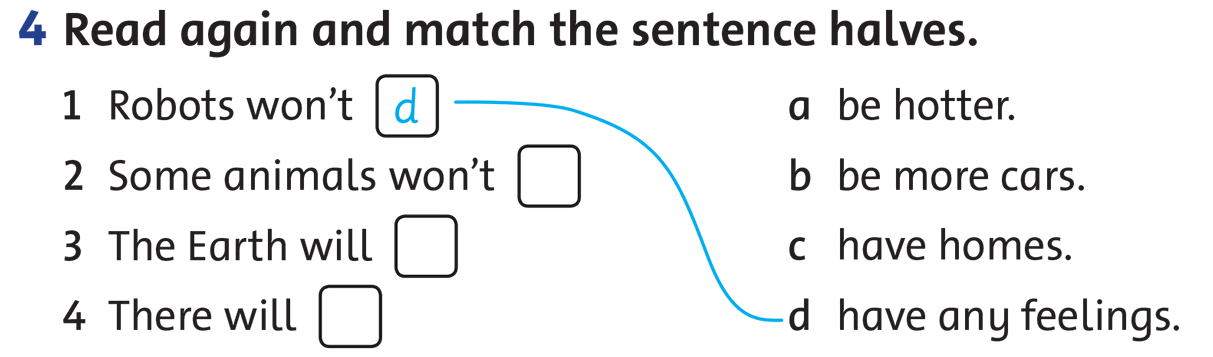 4 Read again and match the sentence halves.
1 Robots won't d a be hotter.
2 Some animals won't b be more cars.
3 The Earth will c have homes.
4 There will d have any feelings.